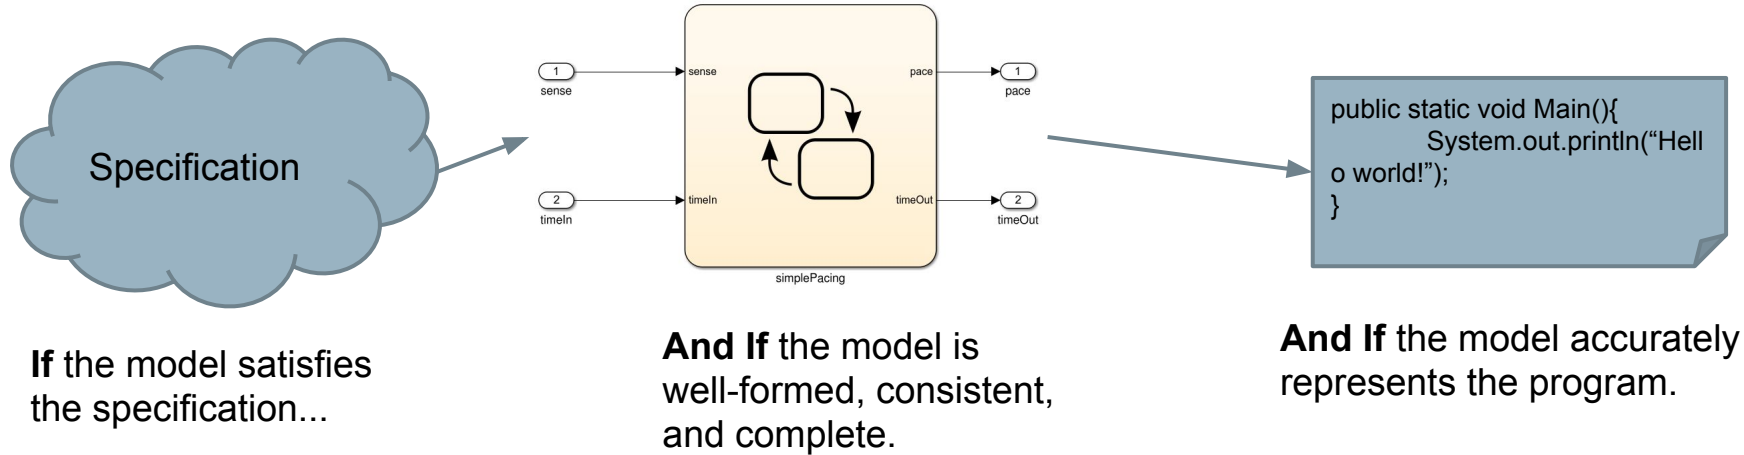 Specification
1
sense
2
timeIn
sense
pace
timeIn
timeOut
simplePacing
1
pace
2
timeOut
public static void Main(){
System.out.println(“Hell
o world!”);
}
If the model satisfies
the specification...
And If the model is
well-formed, consistent,
and complete.
And If the model accurately
represents the program.